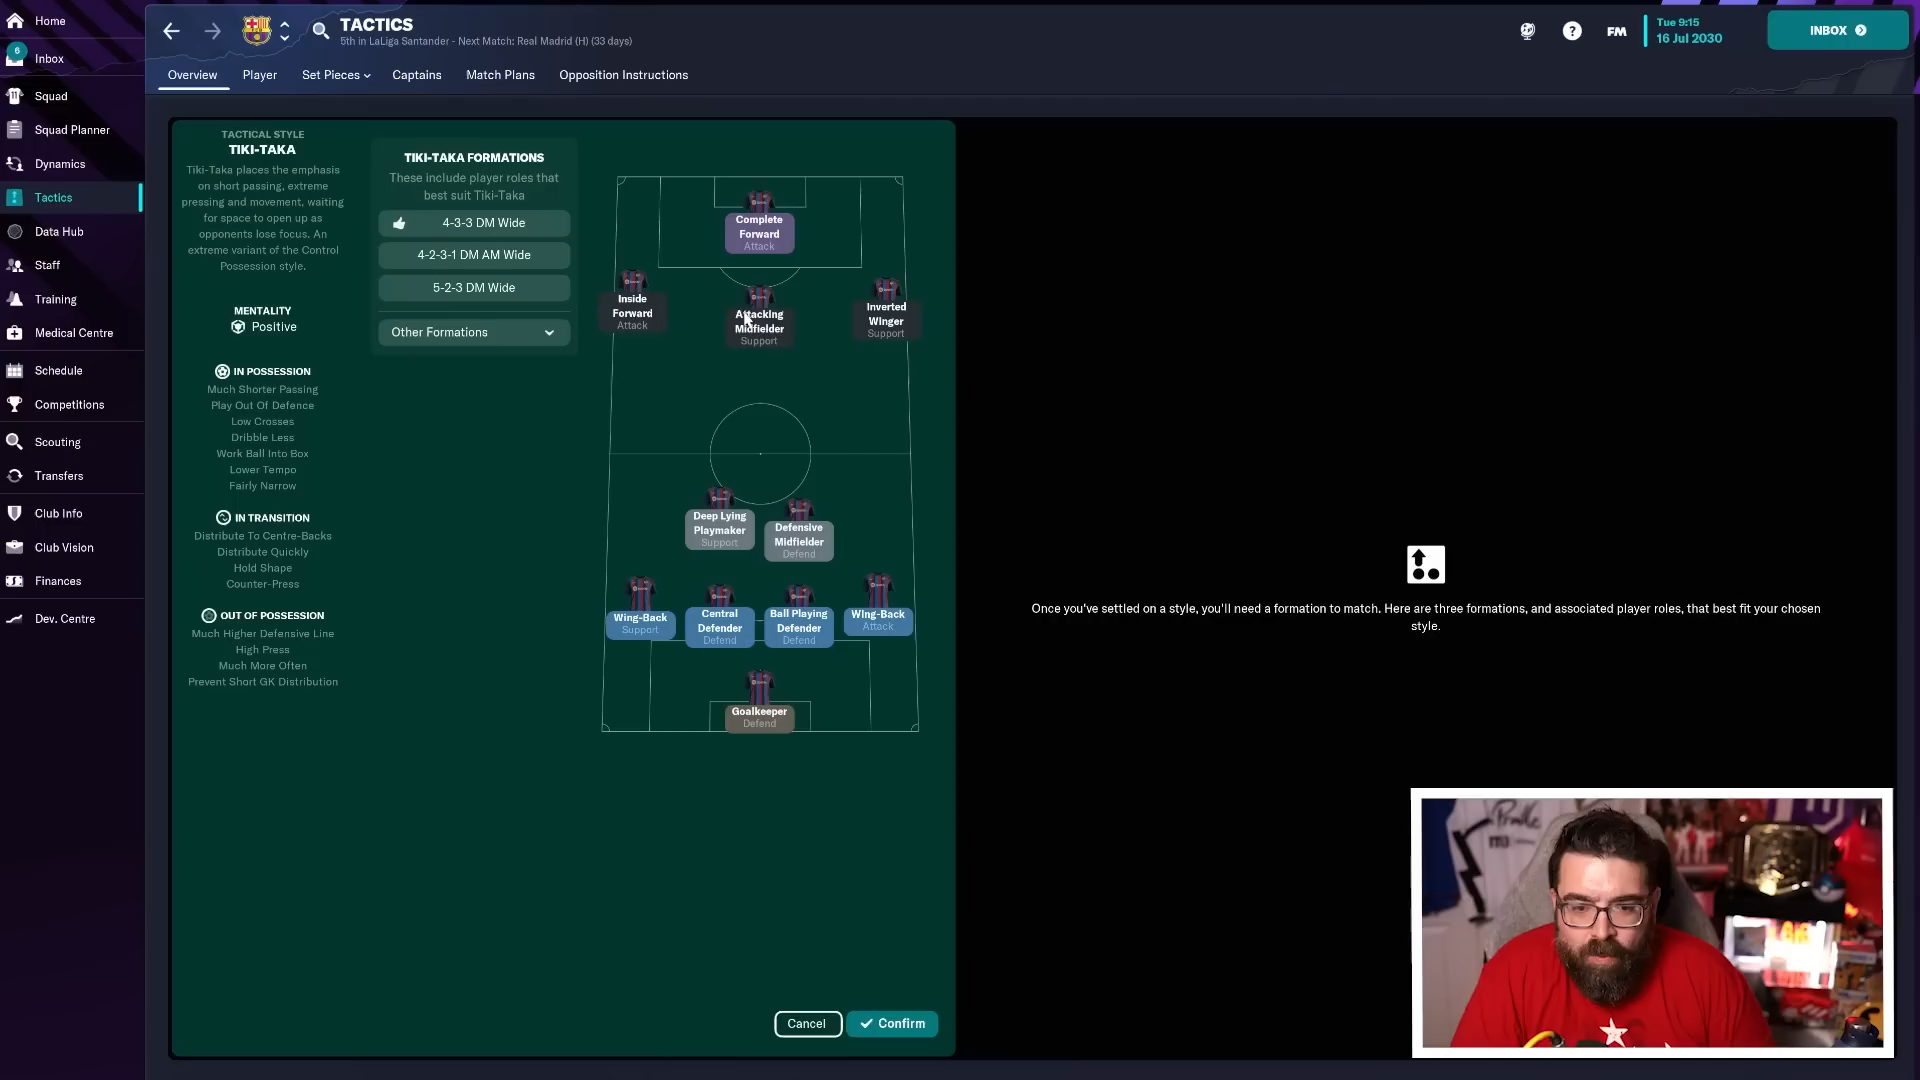 Home
6
Inbox
Squad
Squad Planner
Dynamics
Tactics
Data Hub
Staff
Training
Medical Centre
Schedule
Competitions
Scouting
Transfers
Club Info
Club Vision
Finances
Dev. Centre
TACTICS
5th in LaLiga Santander - Next Match: Real Madrid (H) (33 days)
FM
Tue 9:15
16 Jul 2030
INBOX
Overview
Player
Set Pieces
Captains
Match Plans
Opposition Instructions
TACTICAL STYLE
TIKI-TAKA
Tiki-Taka places the emphasis
on short passing, extreme
pressing and movement, waiting
for space to open up as
opponents lose focus. An
extreme variant of the Control
Possession style.
MENTALITY
Positive
IN POSSESSION
Much Shorter Passing
Play Out Of Defence
Low Crosses
Dribble Less
Work Ball Into Box
Lower Tempo
Fairly Narrow
IN TRANSITION
Distribute To Centre-Backs
Distribute Quickly
Hold Shape
Counter-Press
OUT OF POSSESSION
Much Higher Defensive Line
High Press
Much More Often
Prevent Short GK Distribution
TIKI-TAKA FORMATIONS
These include player roles that
best suit Tiki-Taka
4-3-3 DM Wide
4-2-3-1 DM AM Wide
5-2-3 DM Wide
Other Formations
Complete
Forward
Attack
Inside
Forward
Attack
Attacking
Midfielder
Support
Inverted
Winger
Support
Deep Lying
Playmaker
Support
Defensive
Midfielder
Defend
Wing-Back
Support
Central
Defender
Defend
Ball Playing
Defender
Defend
Wing-Back
Attack
Goalkeeper
Defend
Cancel
Confirm
Once you've settled on a style, you'll need a formation to match. Here are three formations, and associated player roles, that best fit your chosen
style.